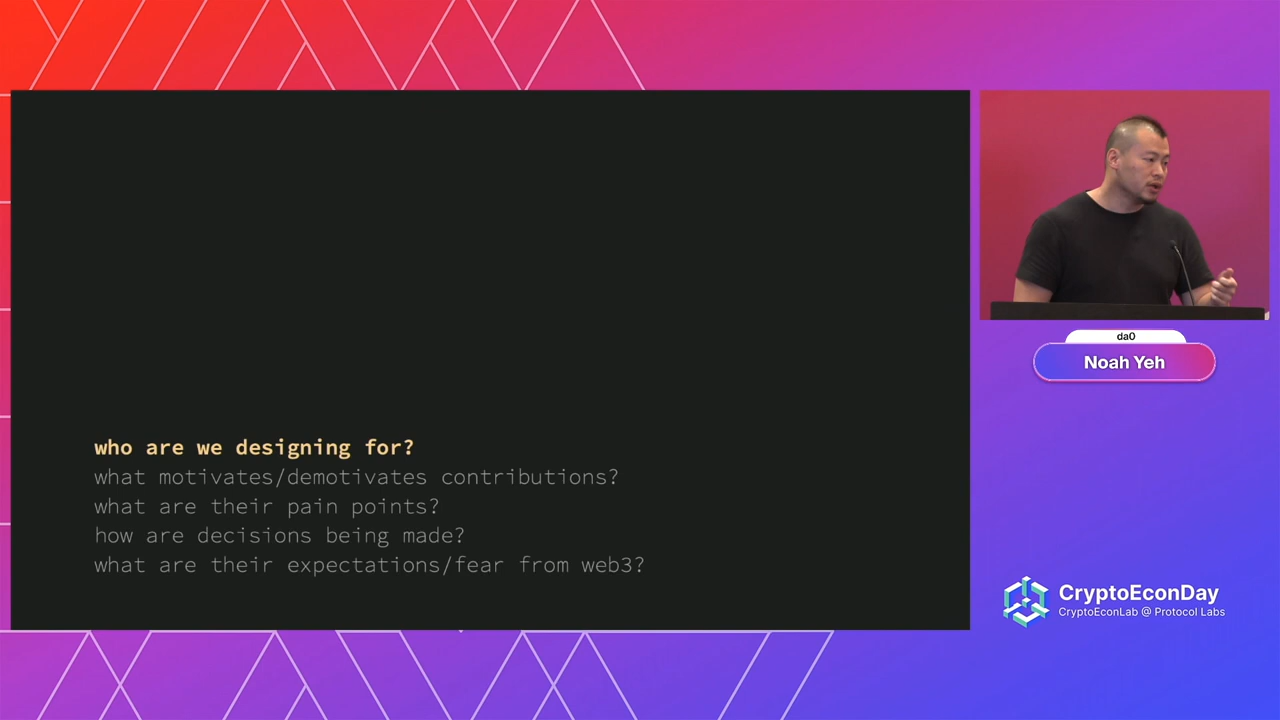 who are we designing for?
what motivates/demotivates contributions?
what are their pain points?
how are decisions being made?
what are their expectations/fear from web3?
da0
Noah Yeh
CryptoEconDay
CryptoEconLab @ Protocol Labs